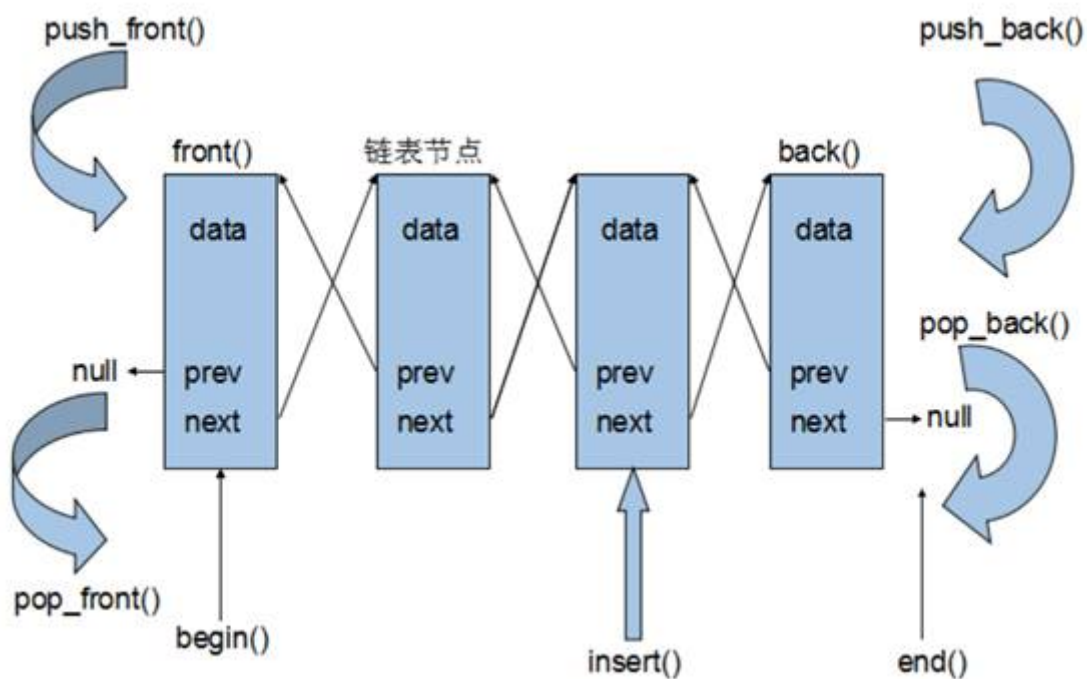 push_front()
push_back()
front()
链表节点
back()
data
data
data
data
pop_back()
null
prev
prev
prev
prev
next
next
next
next
null
pop_front()
begin()
insert()
end()